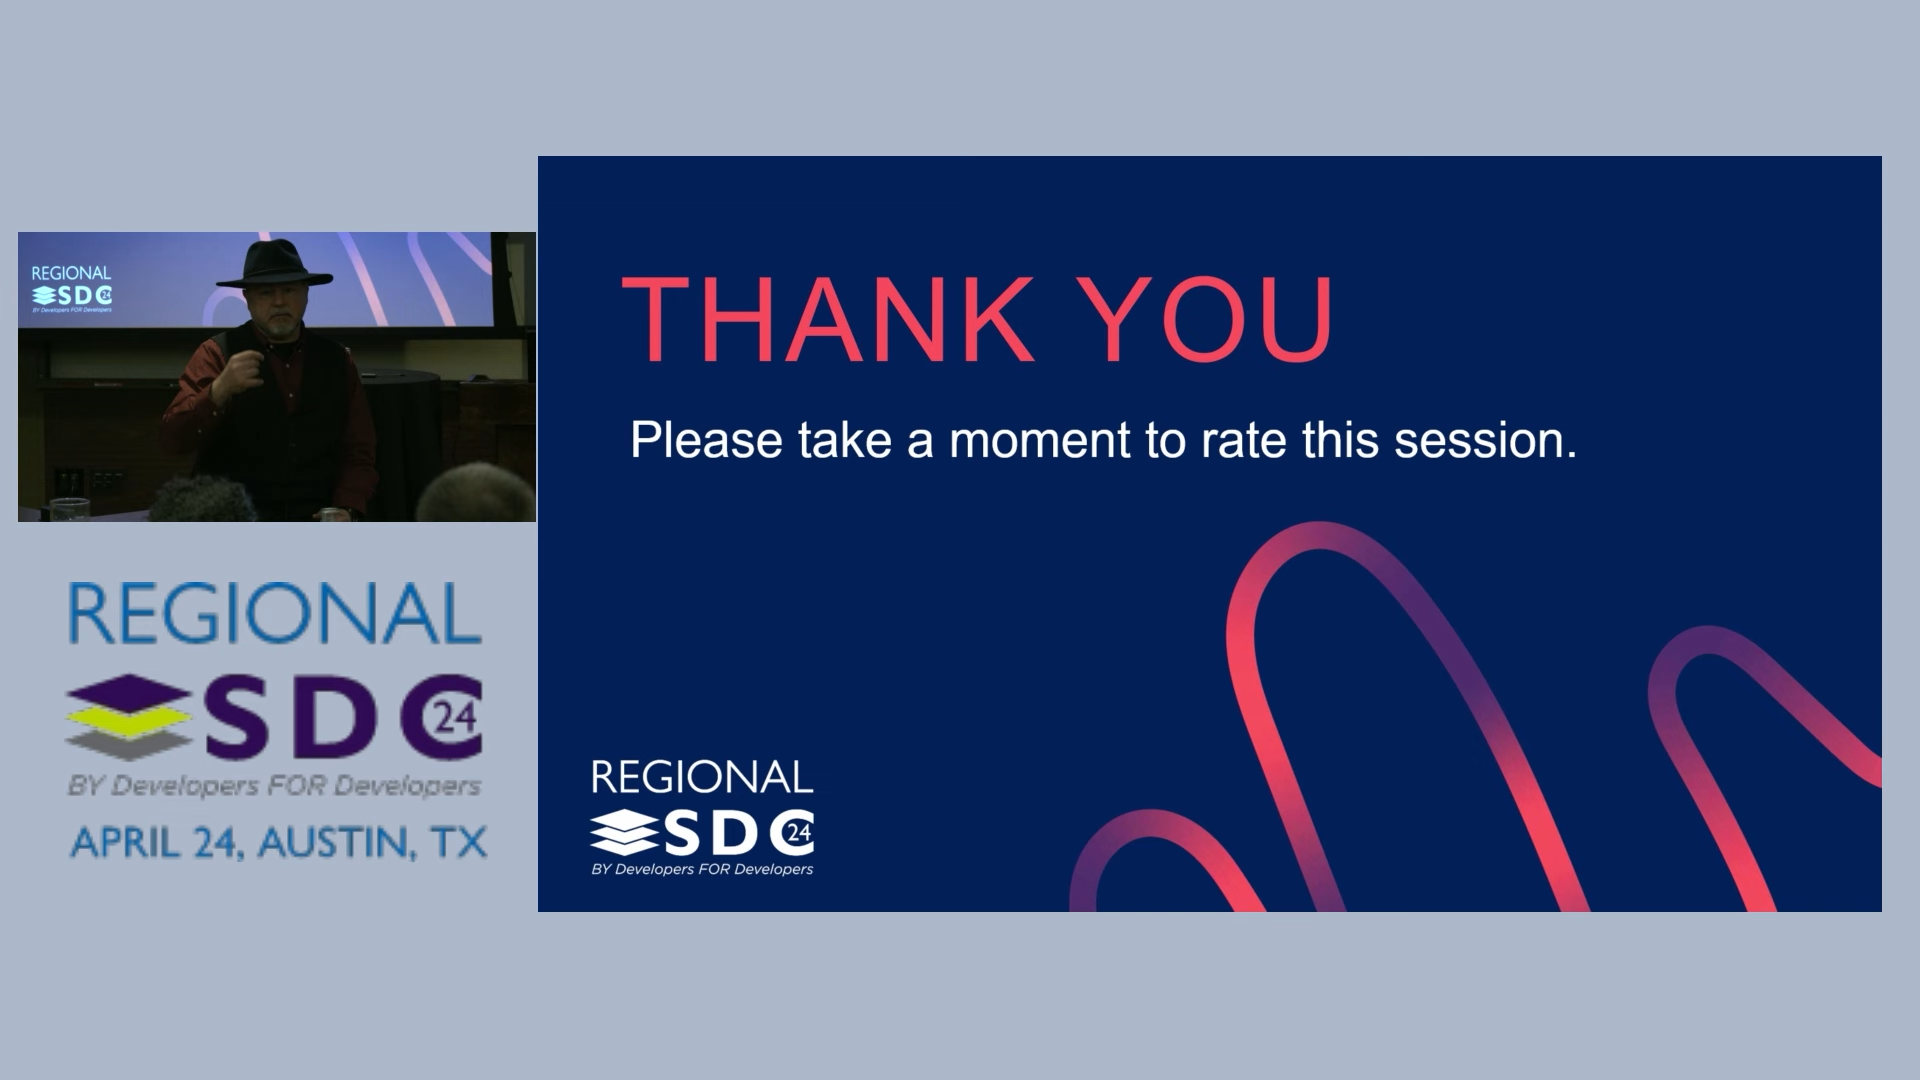 REGIONAL
SDC 24
BY Developers FOR Developers
REGIONAL
SDC 24
BY Developers FOR Developers
APRIL 24, AUSTIN, TX
THANK YOU
Please take a moment to rate this session.
REGIONAL
SDC 24
BY Developers FOR Developers